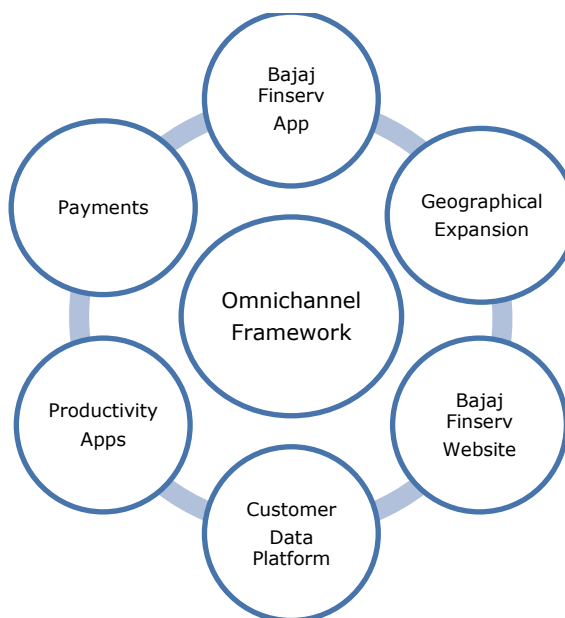 Bajaj
Finserv
App
Payments
Geographical
Expansion
Omnichannel
Framework
Productivity
Apps
Bajaj
Finserv
Website
Customer
Data
Platform